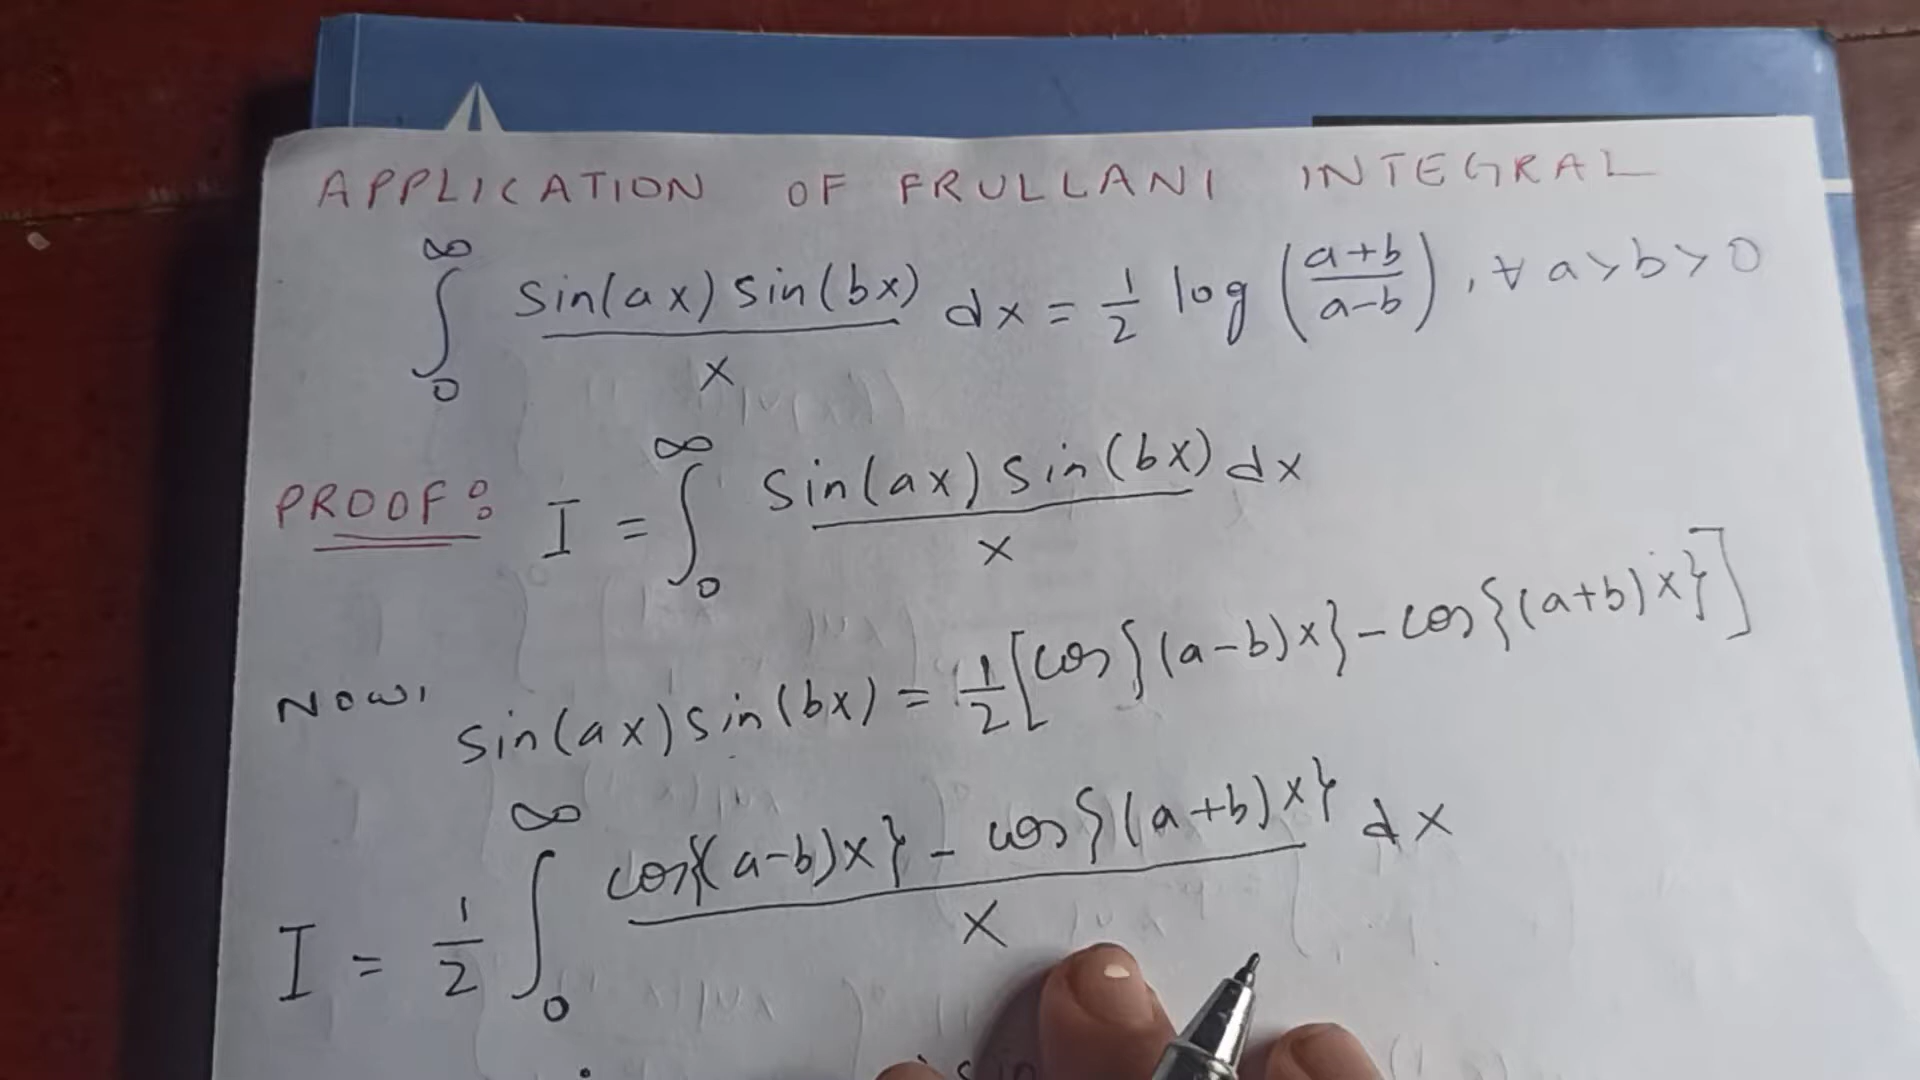 APPLICATION OF FRULLANI INTEGRAL
∫₀^∞ sin(ax) sin(bx) / x dx = 1/2 log ((a+b)/(a-b)), ∀ a > b > 0
PROOF: I = ∫₀^∞ sin(ax) sin(bx) / x dx
NOW, sin(ax) sin(bx) = 1/2 [cos{(a-b)x} - cos{(a+b)x}]
I = 1/2 ∫₀^∞ cos{(a-b)x} - cos{(a+b)x} / x dx